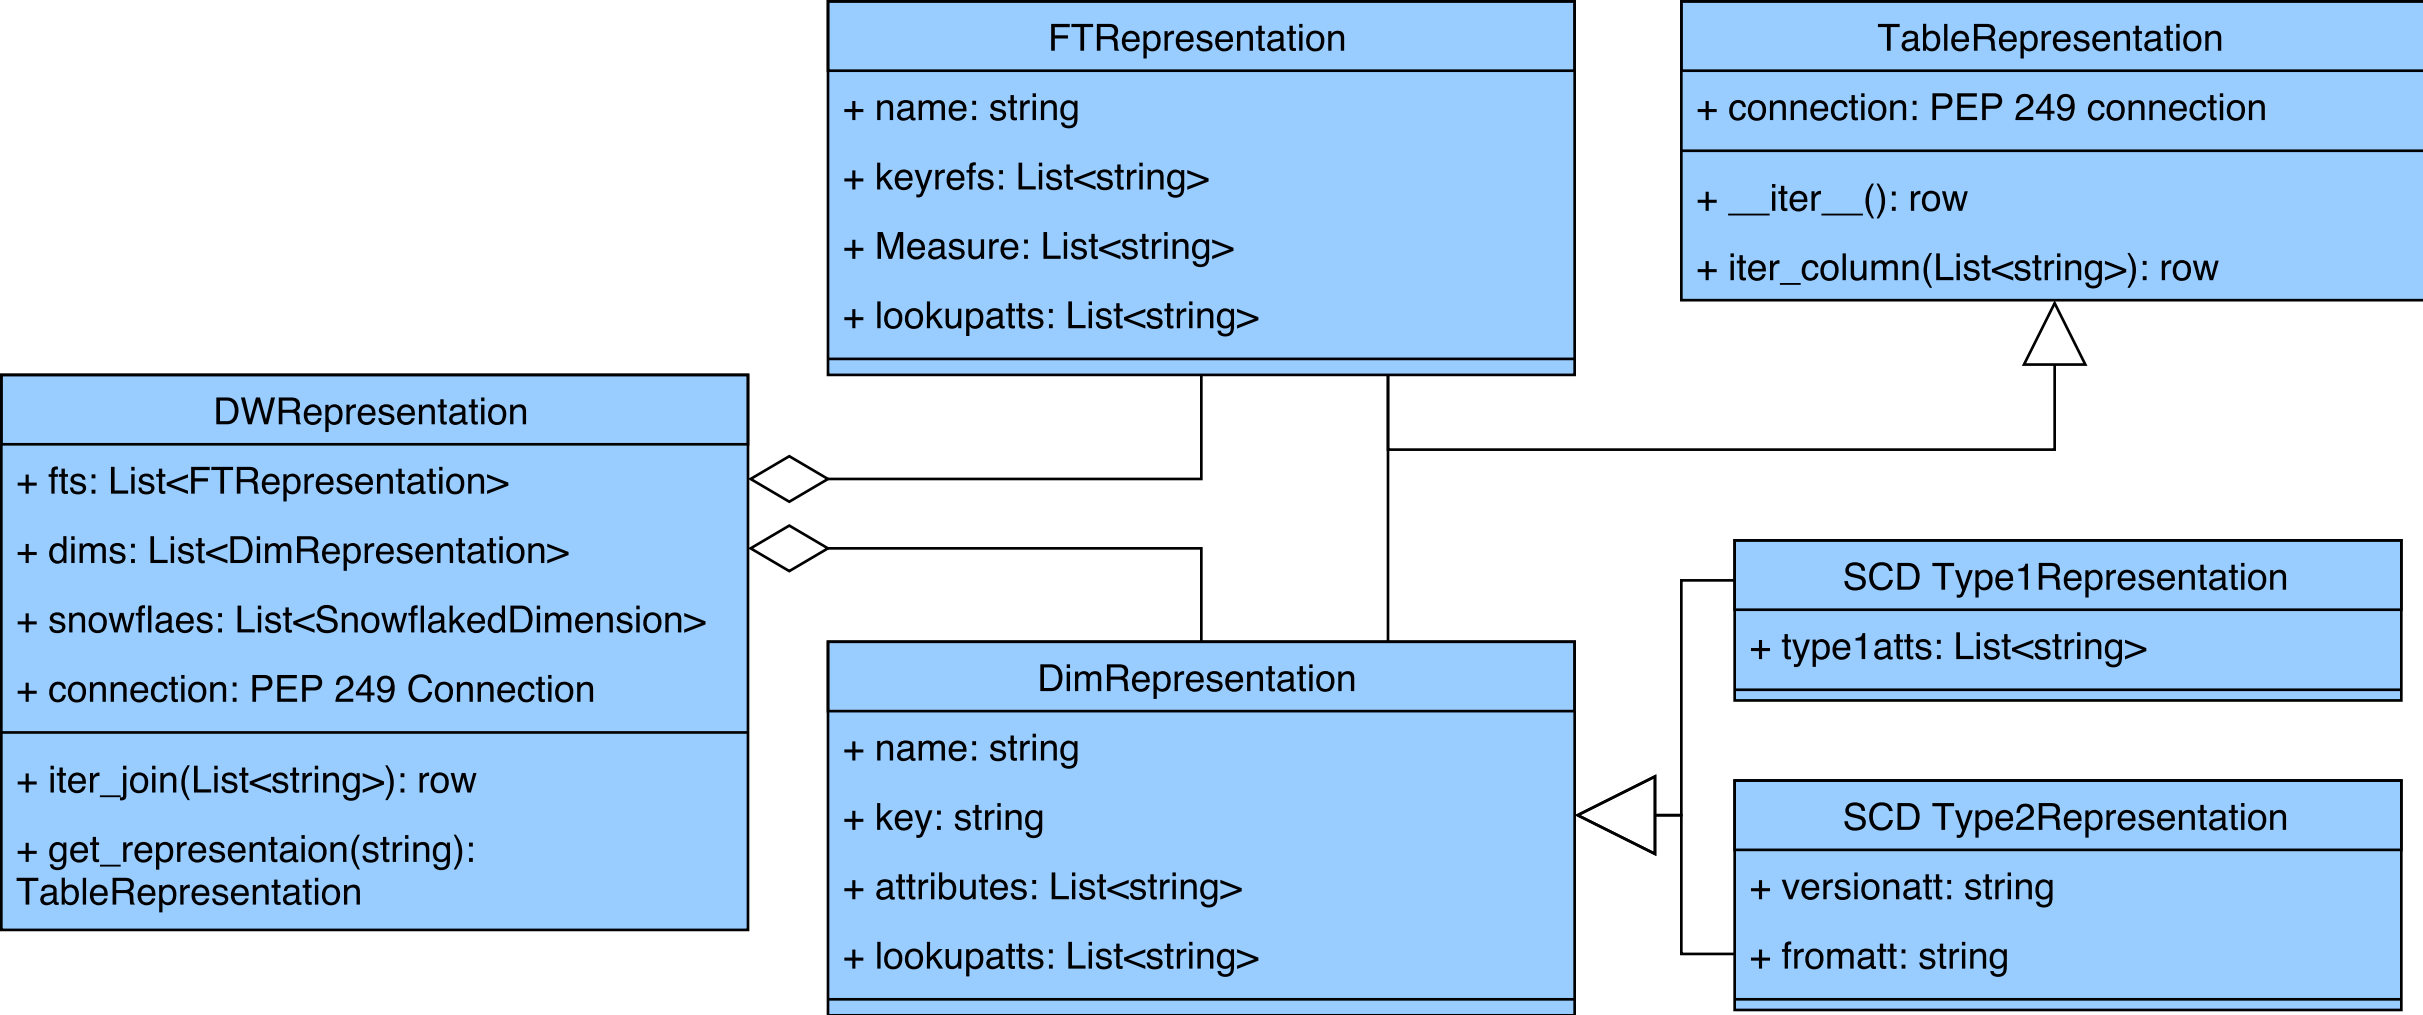 FTRepresentation
+ name: string
+ keyrefs: List<string>
+ Measure: List<string>
+ lookupatts: List<string>
TableRepresentation
+ connection: PEP 249 connection
+ __iter__(): row
+ iter_column(List<string>): row
DWRepresentation
+ fts: List<FTRepresentation>
+ dims: List<DimRepresentation>
+ snowflaes: List<SnowflakedDimension>
+ connection: PEP 249 Connection
+ iter_join(List<string>): row
+ get_representaion(string):
TableRepresentation
DimRepresentation
+ name: string
+ key: string
+ attributes: List<string>
+ lookupatts: List<string>
SCD Type1Representation
+ type1atts: List<string>
SCD Type2Representation
+ versionatt: string
+ fromatt: string